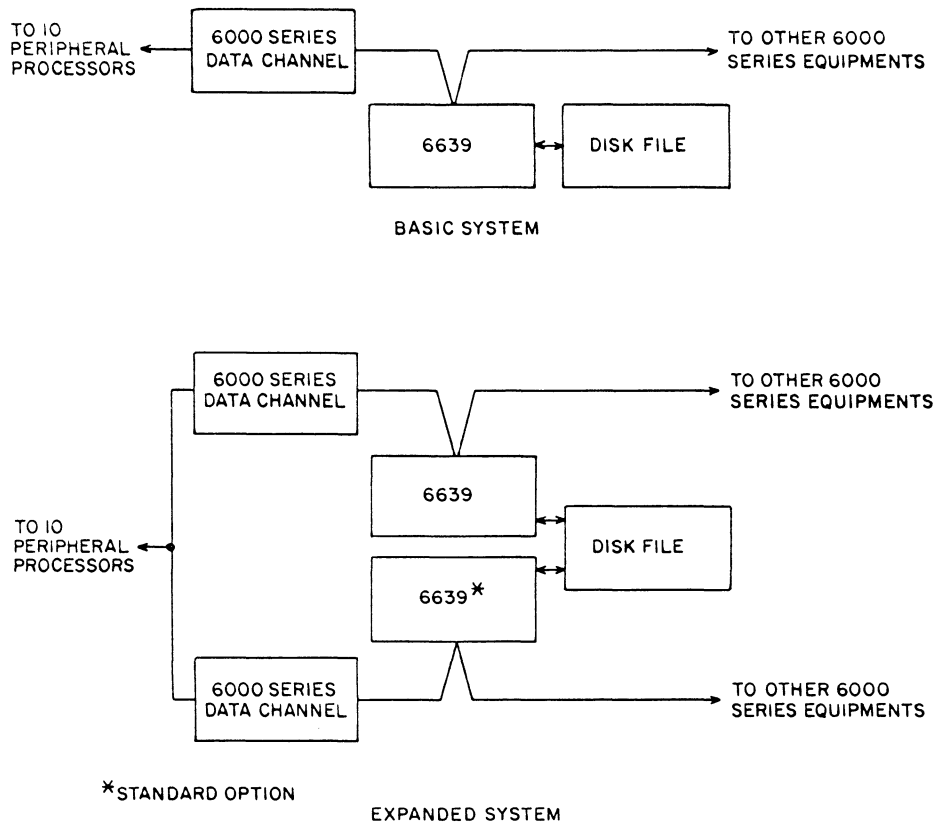 TO 10
PERIPHERAL
PROCESSORS
6000 SERIES
DATA CHANNEL
TO OTHER 6000
SERIES EQUIPMENTS
6639
DISK FILE
BASIC SYSTEM
6000 SERIES
DATA CHANNEL
TO OTHER 6000
SERIES EQUIPMENTS
6639
TO 10
PERIPHERAL
PROCESSORS
DISK FILE
6639*
6000 SERIES
DATA CHANNEL
TO OTHER 6000
SERIES EQUIPMENTS
*STANDARD OPTION
EXPANDED SYSTEM